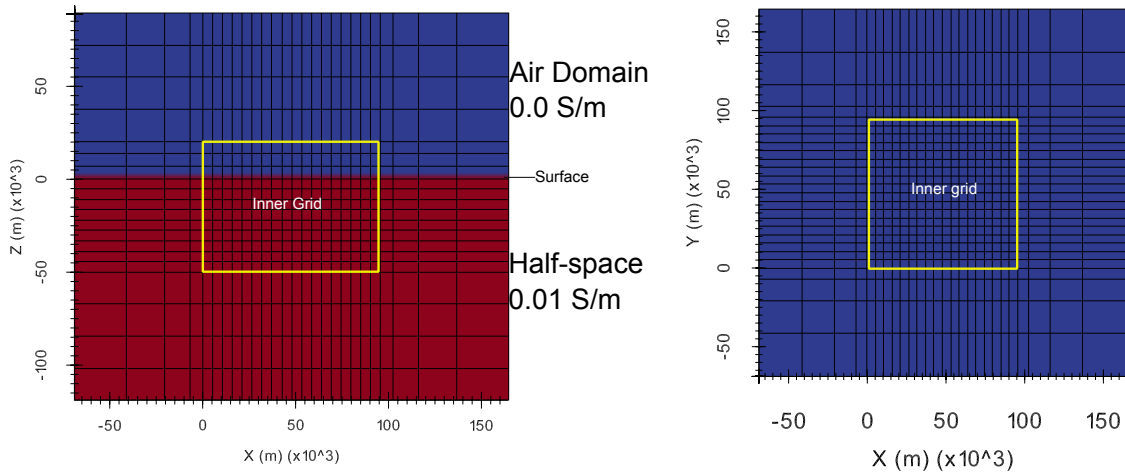 Z (m) (x10^3)
50
0
-50
-100
Air Domain
0.0 S/m
Surface
Inner Grid
Half-space
0.01 S/m
-50 0 50 100 150
X (m) (x10^3)
Y (m) (x10^3)
150
100
50
0
-50
Inner grid
-50 0 50 100 150
X (m) (x10^3)